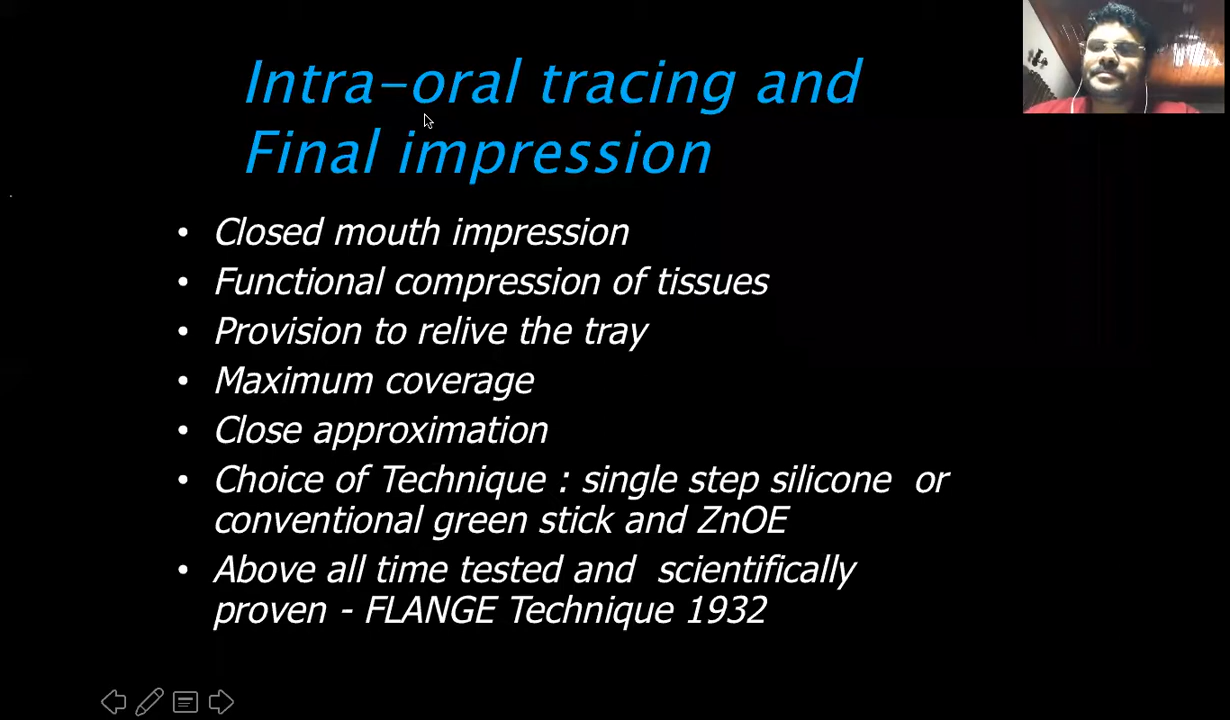 Intra-oral tracing and
Final impression
• Closed mouth impression
• Functional compression of tissues
• Provision to relive the tray
• Maximum coverage
• Close approximation
• Choice of Technique : single step silicone or
conventional green stick and ZnOE
• Above all time tested and scientifically
proven - FLANGE Technique 1932